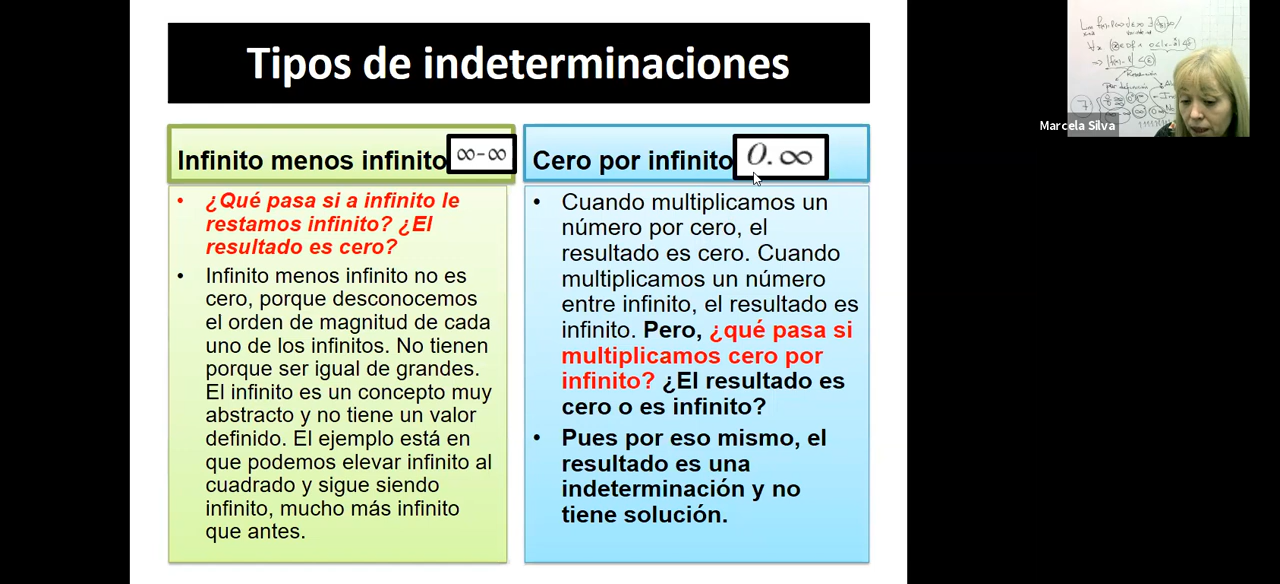 Tipos de indeterminaciones
Infinito menos infinito ∞-∞
• ¿Qué pasa si a infinito le
restamos infinito? ¿El
resultado es cero?
• Infinito menos infinito no es
cero, porque desconocemos
el orden de magnitud de cada
uno de los infinitos. No tienen
porque ser igual de grandes.
El infinito es un concepto muy
abstracto y no tiene un valor
definido. El ejemplo está en
que podemos elevar infinito al
cuadrado y sigue siendo
infinito, mucho más infinito
que antes.
Cero por infinito 0.∞
• Cuando multiplicamos un
número por cero, el
resultado es cero. Cuando
multiplicamos un número
entre infinito, el resultado es
infinito. Pero, ¿qué pasa si
multiplicamos cero por
infinito? ¿El resultado es
cero o es infinito?
• Pues por eso mismo, el
resultado es una
indeterminación y no
tiene solución.
Marcela Silva